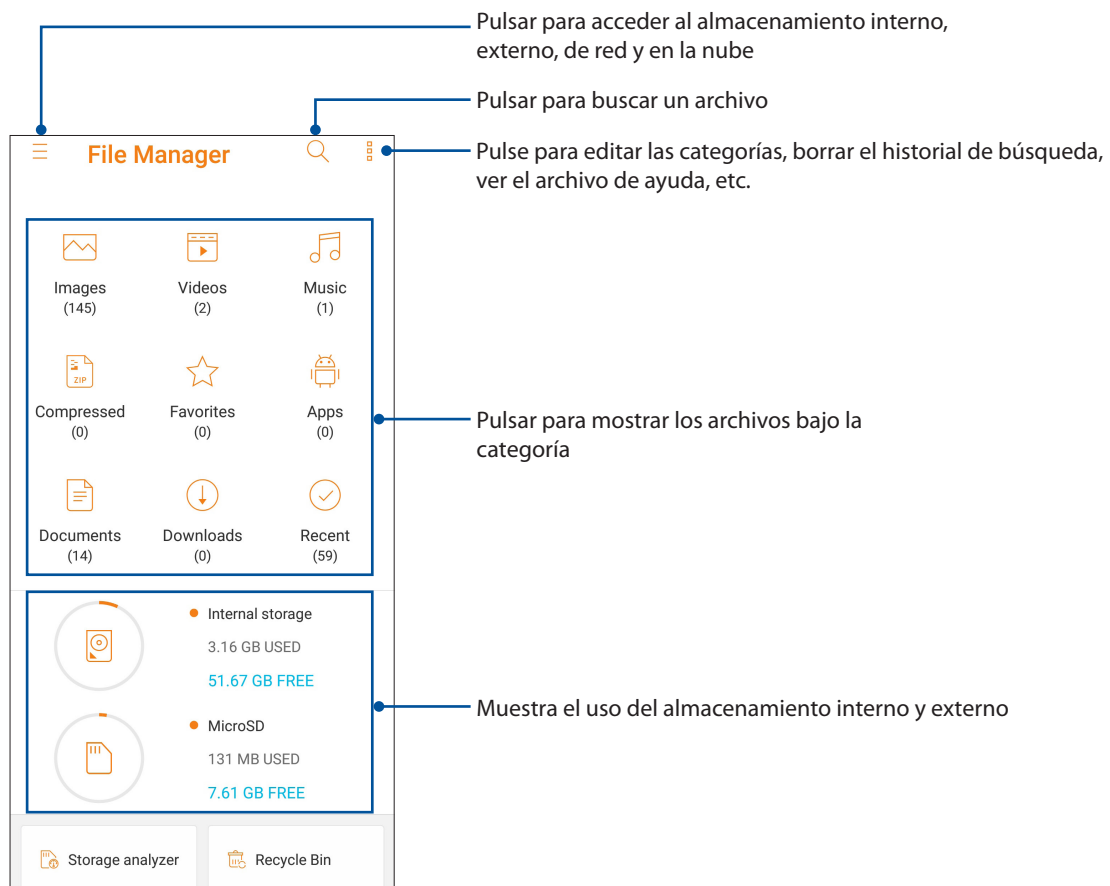 Pulsar para acceder al almacenamiento interno,
externo, de red y en la nube
Pulsar para buscar un archivo
File Manager
Pulse para editar las categorías, borrar el historial de búsqueda,
ver el archivo de ayuda, etc.
Images
(145)
Videos
(2)
Music
(1)
ZIP
Compressed
(0)
Favorites
(0)
Apps
(0)
Pulsar para mostrar los archivos bajo la
categoría
Documents
(14)
Downloads
(0)
Recent
(59)
Internal storage
3.16 GB USED
51.67 GB FREE
MicroSD
131 MB USED
7.61 GB FREE
Muestra el uso del almacenamiento interno y externo
Storage analyzer
Recycle Bin